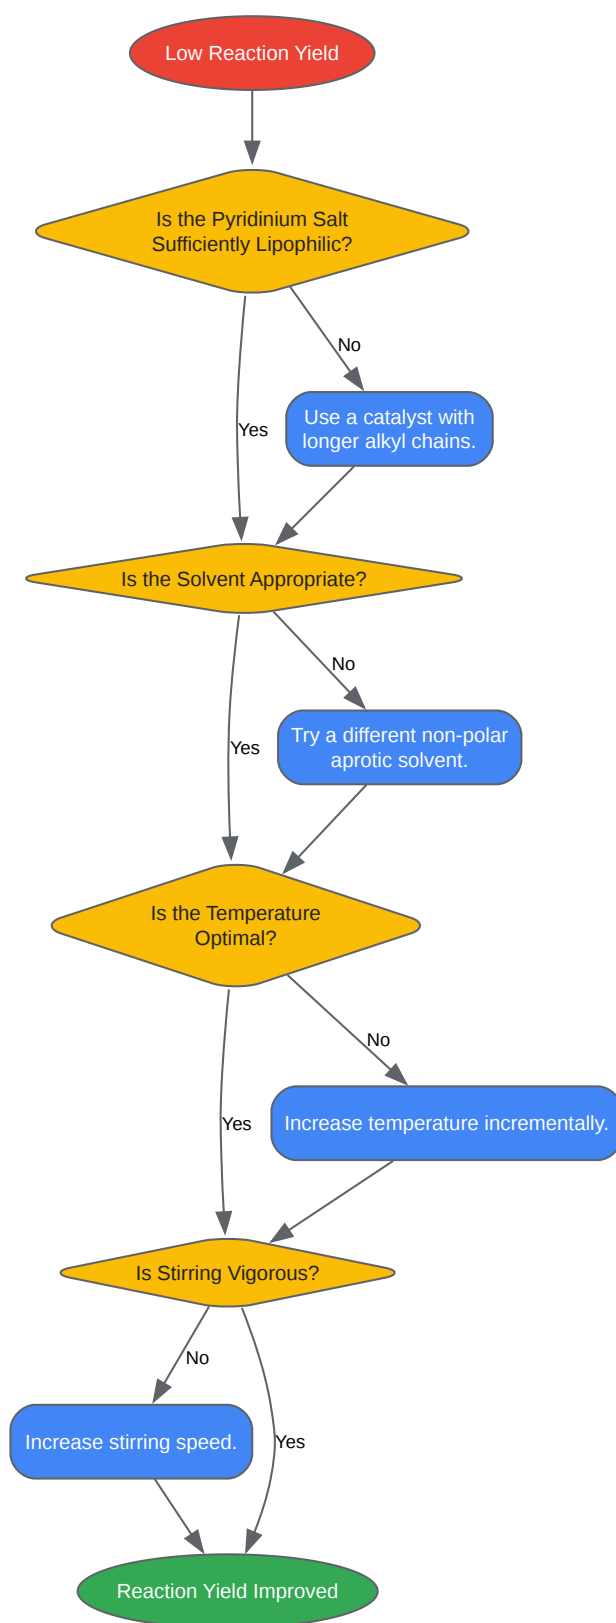 Low Reaction Yield
Is the Pyridinium Salt
Sufficiently Lipophilic?
No
Yes
Use a catalyst with
longer alkyl chains.
Is the Solvent Appropriate?
No
Yes
Try a different non-polar
aprotic solvent.
Is the Temperature
Optimal?
No
Yes
Increase temperature incrementally.
Is Stirring Vigorous?
No
Increase stirring speed.
Yes
Reaction Yield Improved